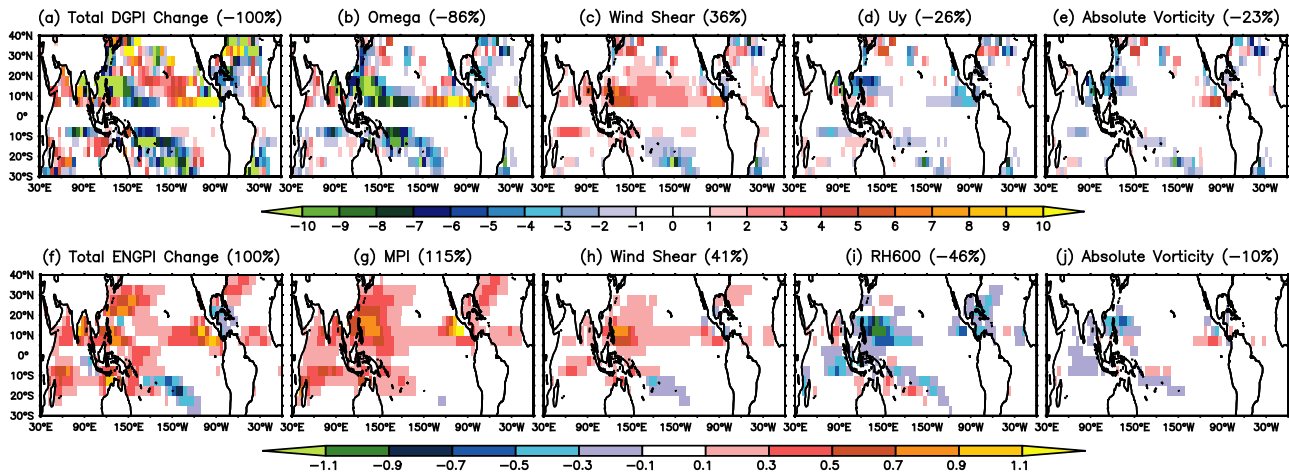 (a) Total DGPI Change (−100%) (b) Omega (−86%) (c) Wind Shear (36%) (d) Uy (−26%) (e) Absolute Vorticity (−23%)
40°N
30°N
20°N
10°N
0°
10°S
20°S
30°S
30°E 90°E 150°E 150°W 90°W 30°W 30°E 90°E 150°E 150°W 90°W 30°W 30°E 90°E 150°E 150°W 90°W 30°W 30°E 90°E 150°E 150°W 90°W 30°W 30°E 90°E 150°E 150°W 90°W 30°W
−10 −9 −8 −7 −6 −5 −4 −3 −2 −1 0 1 2 3 4 5 6 7 8 9 10
(f) Total ENGPI Change (100%) (g) MPI (115%) (h) Wind Shear (41%) (i) RH600 (−46%) (j) Absolute Vorticity (−10%)
40°N
30°N
20°N
10°N
0°
10°S
20°S
30°S
30°E 90°E 150°E 150°W 90°W 30°W 30°E 90°E 150°E 150°W 90°W 30°W 30°E 90°E 150°E 150°W 90°W 30°W 30°E 90°E 150°E 150°W 90°W 30°W 30°E 90°E 150°E 150°W 90°W 30°W
−1.1 −0.9 −0.7 −0.5 −0.3 −0.1 0.1 0.3 0.5 0.7 0.9 1.1